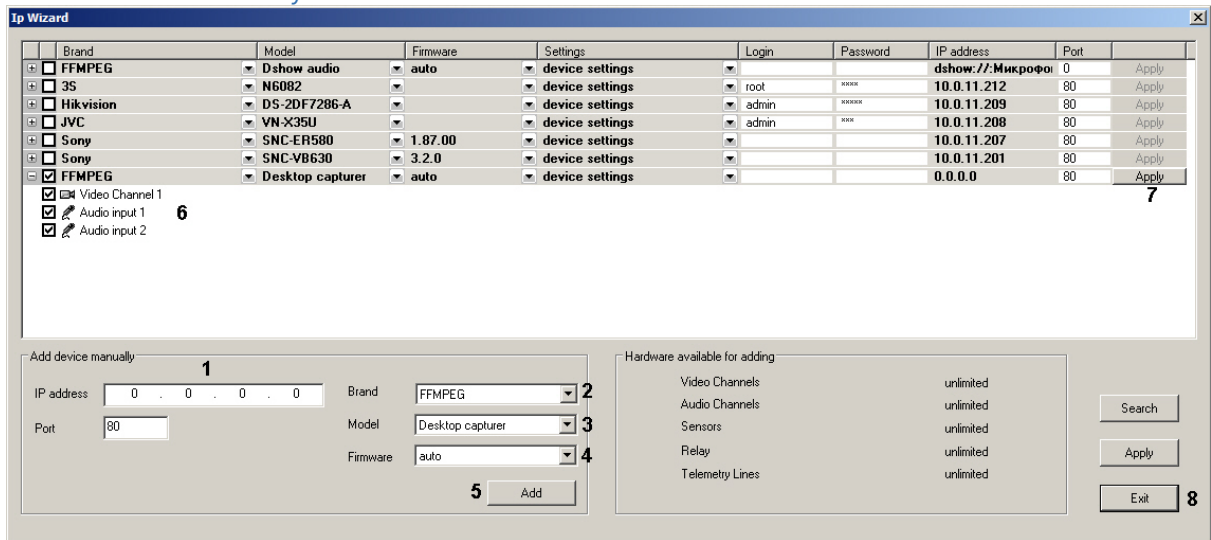 Ip Wizard
Brand Model Firmware Settings Login Password IP address Port
FFMPEG Dshow audio auto device settings dshow://:Микрофо 0 Apply
3S N6082 device settings root **** 10.0.11.212 80 Apply
Hikvision DS-2DF7286-A device settings admin ***** 10.0.11.209 80 Apply
JVC VN-X35U device settings admin *** 10.0.11.208 80 Apply
Sony SNC-ER580 1.87.00 device settings 10.0.11.207 80 Apply
Sony SNC-VB630 3.2.0 device settings 10.0.11.201 80 Apply
FFMPEG Desktop capturer auto device settings 0.0.0.0 80 Apply
Video Channel 1 7
Audio input 1 6
Audio input 2
Add device manually
1
IP address 0 . 0 . 0 . 0
Port 80
Brand FFMPEG 2
Model Desktop capturer 3
Firmware auto 4
5 Add
Hardware available for adding
Video Channels unlimited
Audio Channels unlimited
Sensors unlimited
Relay unlimited
Telemetry Lines unlimited
Search
Apply
Exit 8